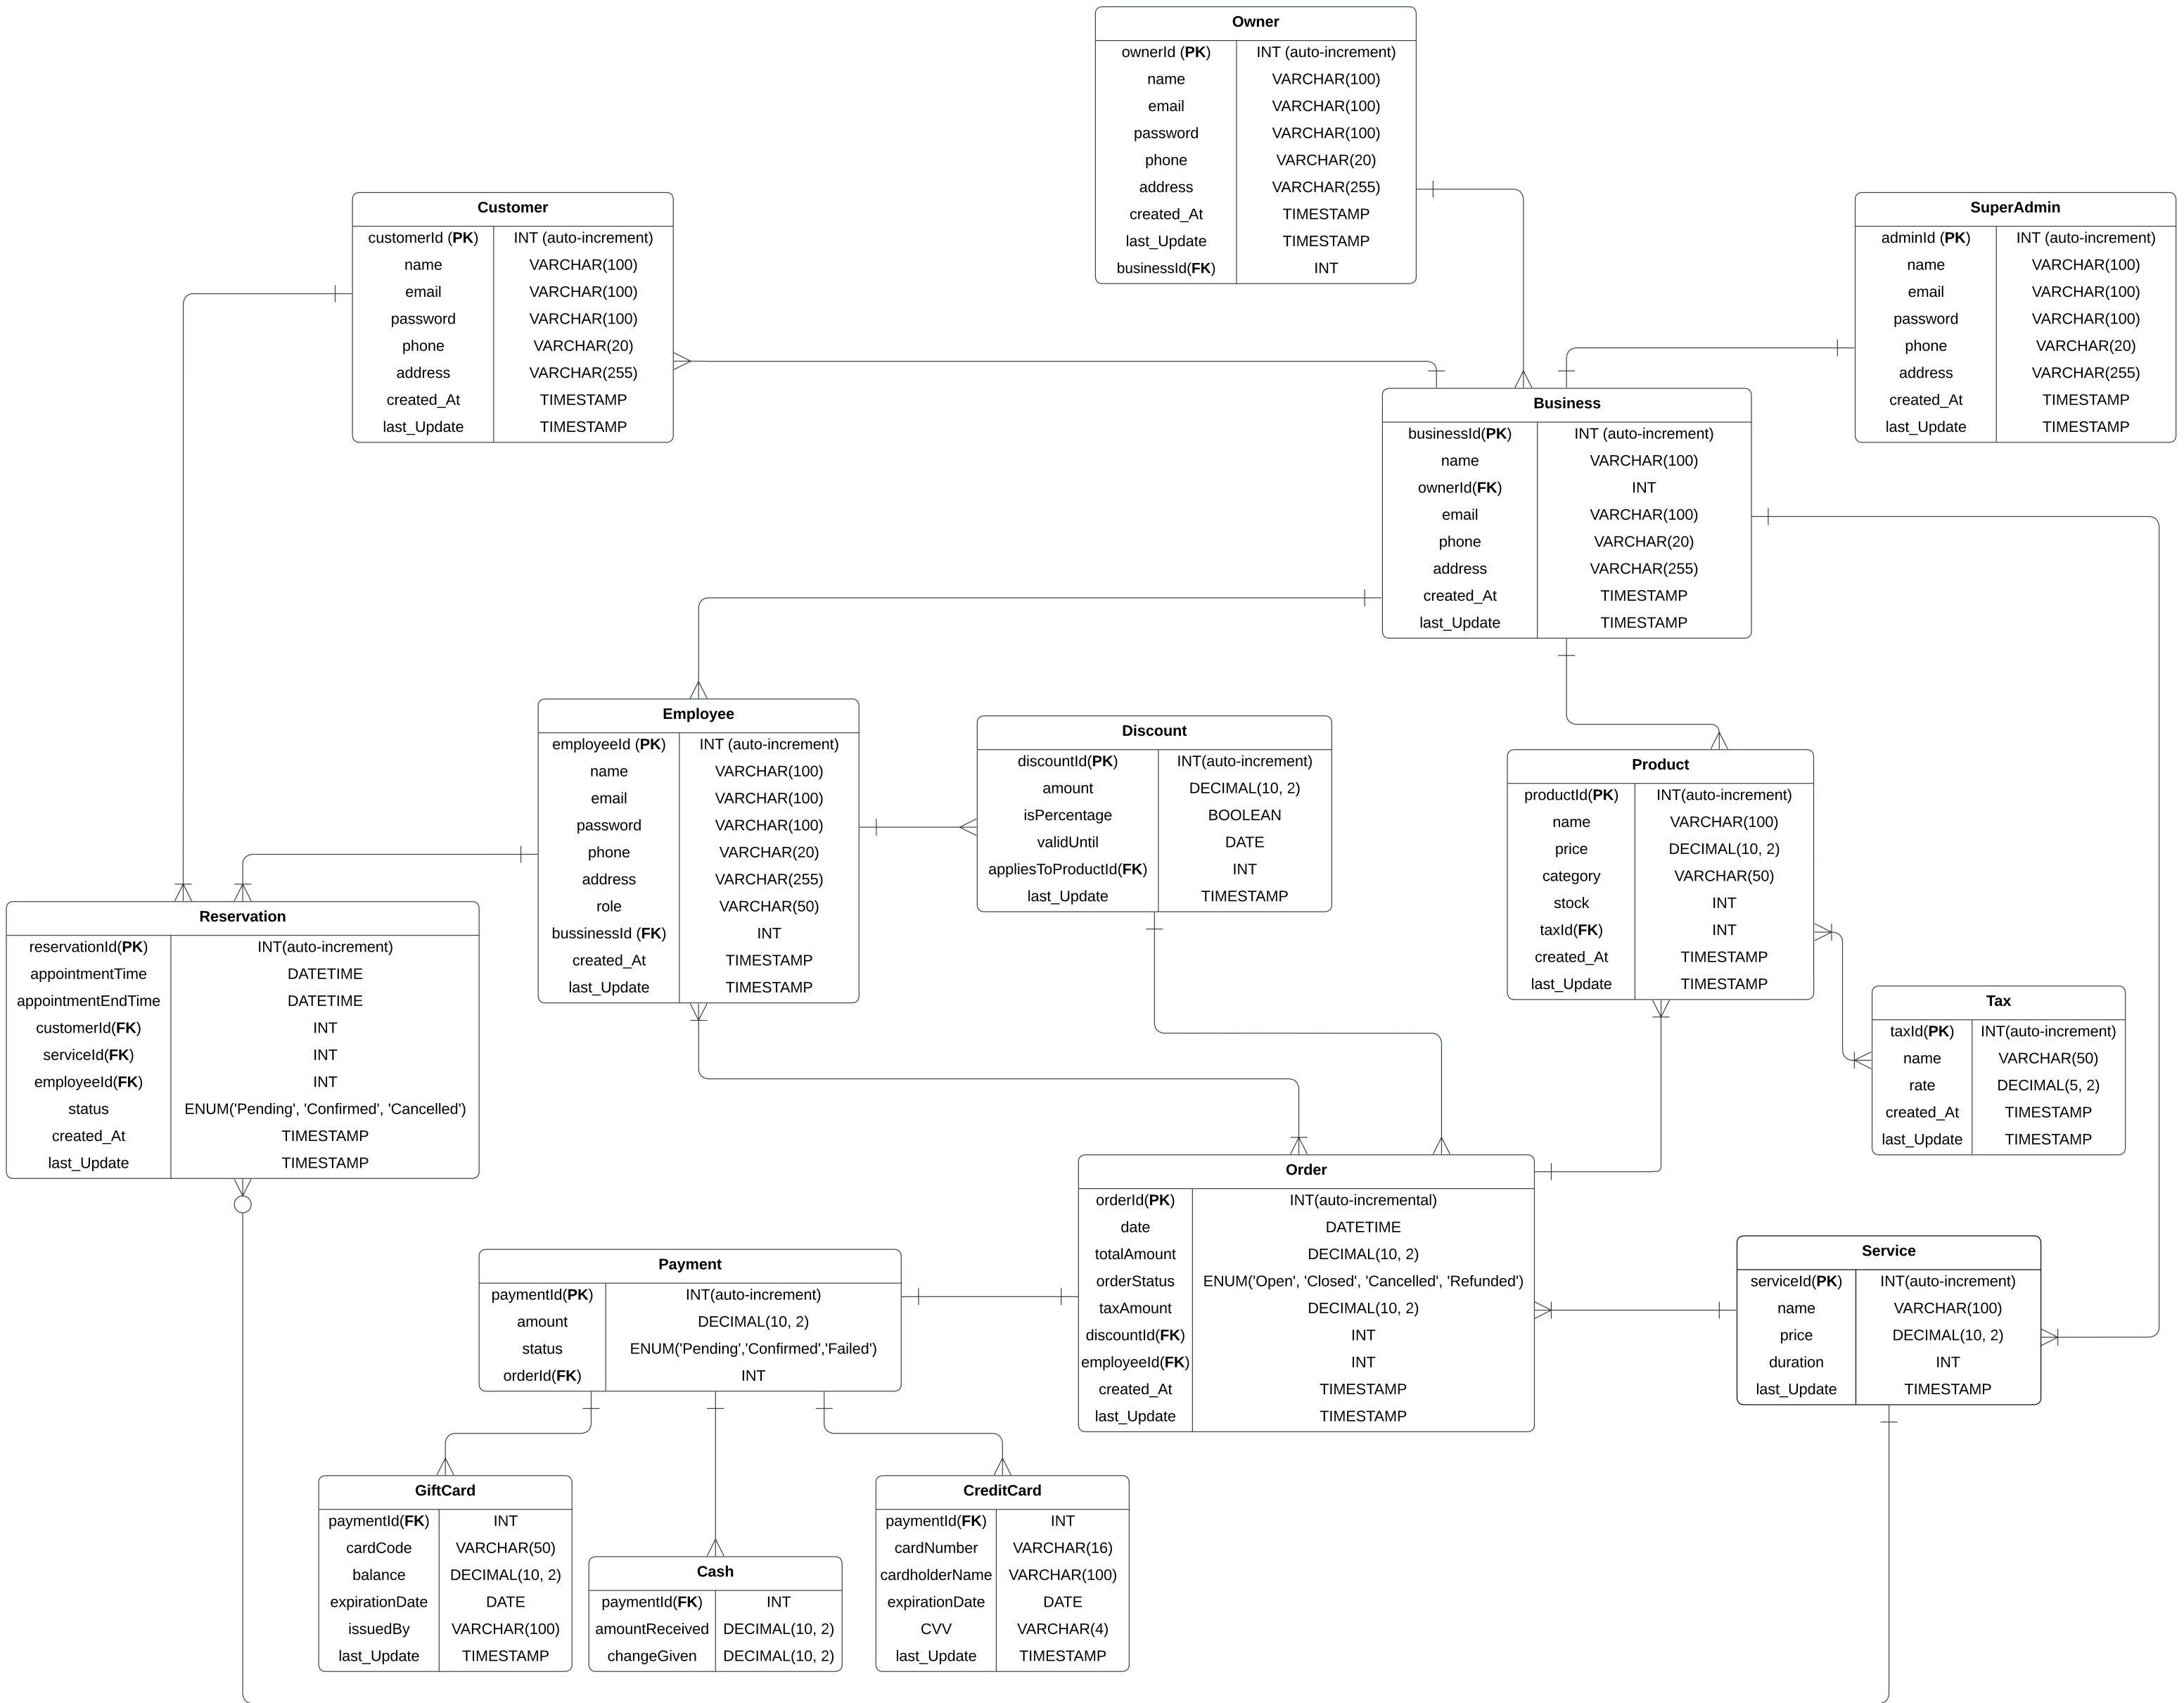 Owner
ownerId (PK) INT (auto-increment)
name VARCHAR(100)
email VARCHAR(100)
password VARCHAR(100)
phone VARCHAR(20)
address VARCHAR(255)
created_At TIMESTAMP
last_Update TIMESTAMP
businessId(FK) INT
Customer
customerId (PK) INT (auto-increment)
name VARCHAR(100)
email VARCHAR(100)
password VARCHAR(100)
phone VARCHAR(20)
address VARCHAR(255)
created_At TIMESTAMP
last_Update TIMESTAMP
SuperAdmin
adminId (PK) INT (auto-increment)
name VARCHAR(100)
email VARCHAR(100)
password VARCHAR(100)
phone VARCHAR(20)
address VARCHAR(255)
created_At TIMESTAMP
last_Update TIMESTAMP
Business
businessId(PK) INT (auto-increment)
name VARCHAR(100)
ownerId(FK) INT
email VARCHAR(100)
phone VARCHAR(20)
address VARCHAR(255)
created_At TIMESTAMP
last_Update TIMESTAMP
Employee
employeeId (PK) INT (auto-increment)
name VARCHAR(100)
email VARCHAR(100)
password VARCHAR(100)
phone VARCHAR(20)
address VARCHAR(255)
role VARCHAR(50)
bussinessId (FK) INT
created_At TIMESTAMP
last_Update TIMESTAMP
Discount
discountId(PK) INT(auto-increment)
amount DECIMAL(10, 2)
isPercentage BOOLEAN
validUntil DATE
appliesToProductId(FK) INT
last_Update TIMESTAMP
Product
productId(PK) INT(auto-increment)
name VARCHAR(100)
price DECIMAL(10, 2)
category VARCHAR(50)
stock INT
taxId(FK) INT
created_At TIMESTAMP
last_Update TIMESTAMP
Reservation
reservationId(PK) INT(auto-increment)
appointmentTime DATETIME
appointmentEndTime DATETIME
customerId(FK) INT
serviceId(FK) INT
employeeId(FK) INT
status ENUM('Pending', 'Confirmed', 'Cancelled')
created_At TIMESTAMP
last_Update TIMESTAMP
Tax
taxId(PK) INT(auto-increment)
name VARCHAR(50)
rate DECIMAL(5, 2)
created_At TIMESTAMP
last_Update TIMESTAMP
Order
orderId(PK) INT(auto-incremental)
date DATETIME
totalAmount DECIMAL(10, 2)
orderStatus ENUM('Open', 'Closed', 'Cancelled', 'Refunded')
taxAmount DECIMAL(10, 2)
discountId(FK) INT
employeeId(FK) INT
created_At TIMESTAMP
last_Update TIMESTAMP
Service
serviceId(PK) INT(auto-increment)
name VARCHAR(100)
price DECIMAL(10, 2)
duration INT
last_Update TIMESTAMP
Payment
paymentId(PK) INT(auto-increment)
amount DECIMAL(10, 2)
status ENUM('Pending','Confirmed','Failed')
orderId(FK) INT
GiftCard
paymentId(FK) INT
cardCode VARCHAR(50)
balance DECIMAL(10, 2)
expirationDate DATE
issuedBy VARCHAR(100)
last_Update TIMESTAMP
Cash
paymentId(FK) INT
amountReceived DECIMAL(10, 2)
changeGiven DECIMAL(10, 2)
CreditCard
paymentId(FK) INT
cardNumber VARCHAR(16)
cardholderName VARCHAR(100)
expirationDate DATE
CVV VARCHAR(4)
last_Update TIMESTAMP